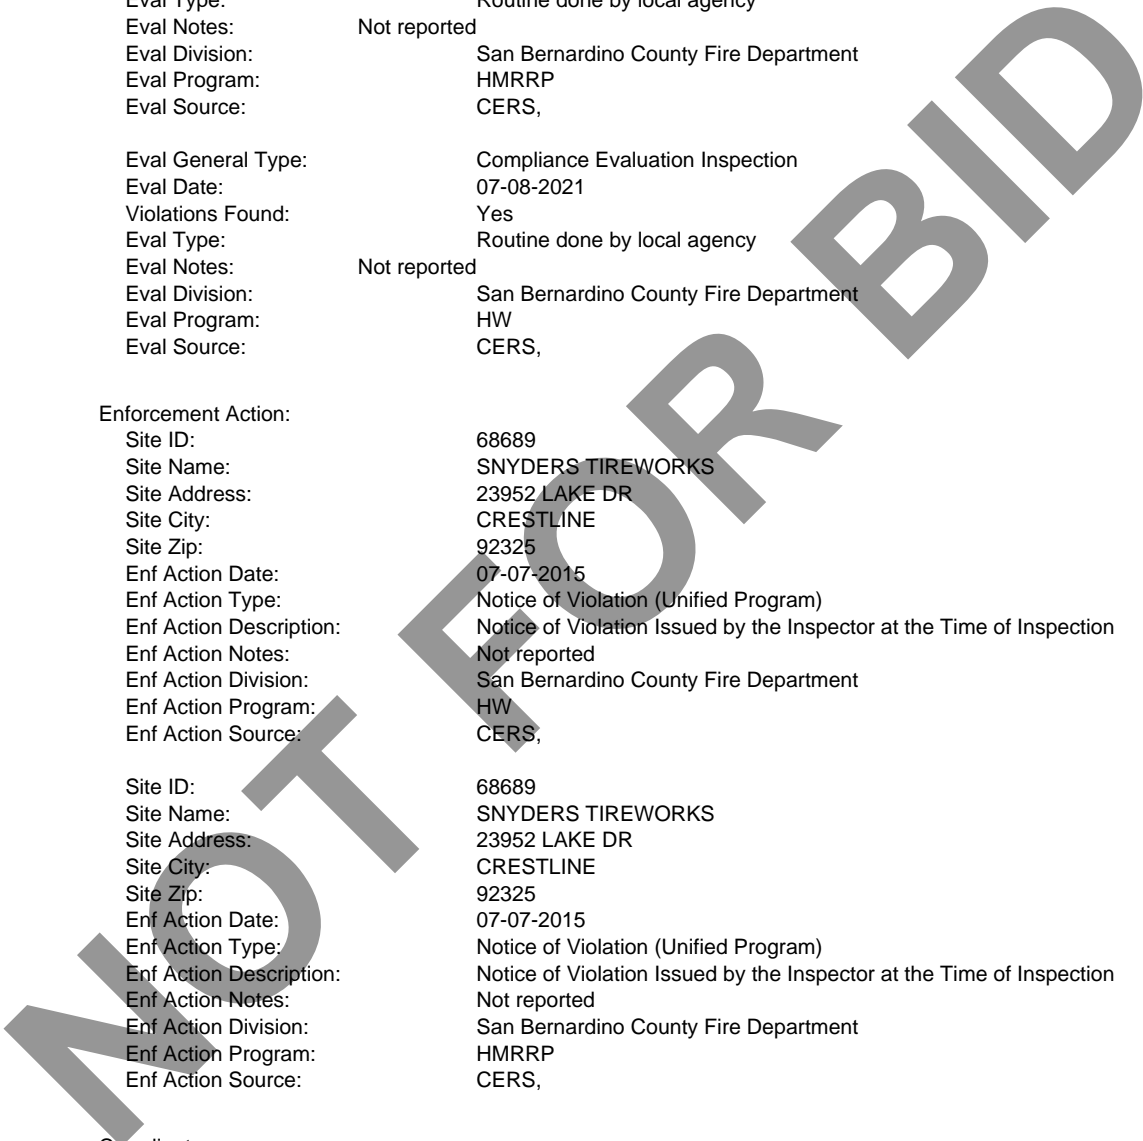 Eval Type: Routine done by local agency
Eval Notes: Not reported
Eval Division: San Bernardino County Fire Department
Eval Program: HMRRP
Eval Source: CERS,
Eval General Type: Compliance Evaluation Inspection
Eval Date: 07-08-2021
Violations Found: Yes
Eval Type: Routine done by local agency
Eval Notes: Not reported
Eval Division: San Bernardino County Fire Department
Eval Program: HW
Eval Source: CERS,
Enforcement Action:
Site ID: 68689
Site Name: SNYDERS TIREWORKS
Site Address: 23952 LAKE DR
Site City: CRESTLINE
Site Zip: 92325
Enf Action Date: 07-07-2015
Enf Action Type: Notice of Violation (Unified Program)
Enf Action Description: Notice of Violation Issued by the Inspector at the Time of Inspection
Enf Action Notes: Not reported
Enf Action Division: San Bernardino County Fire Department
Enf Action Program: HW
Enf Action Source: CERS,
Site ID: 68689
Site Name: SNYDERS TIREWORKS
Site Address: 23952 LAKE DR
Site City: CRESTLINE
Site Zip: 92325
Enf Action Date: 07-07-2015
Enf Action Type: Notice of Violation (Unified Program)
Enf Action Description: Notice of Violation Issued by the Inspector at the Time of Inspection
Enf Action Notes: Not reported
Enf Action Division: San Bernardino County Fire Department
Enf Action Program: HMRRP
Enf Action Source: CERS,
NOT FOR BID